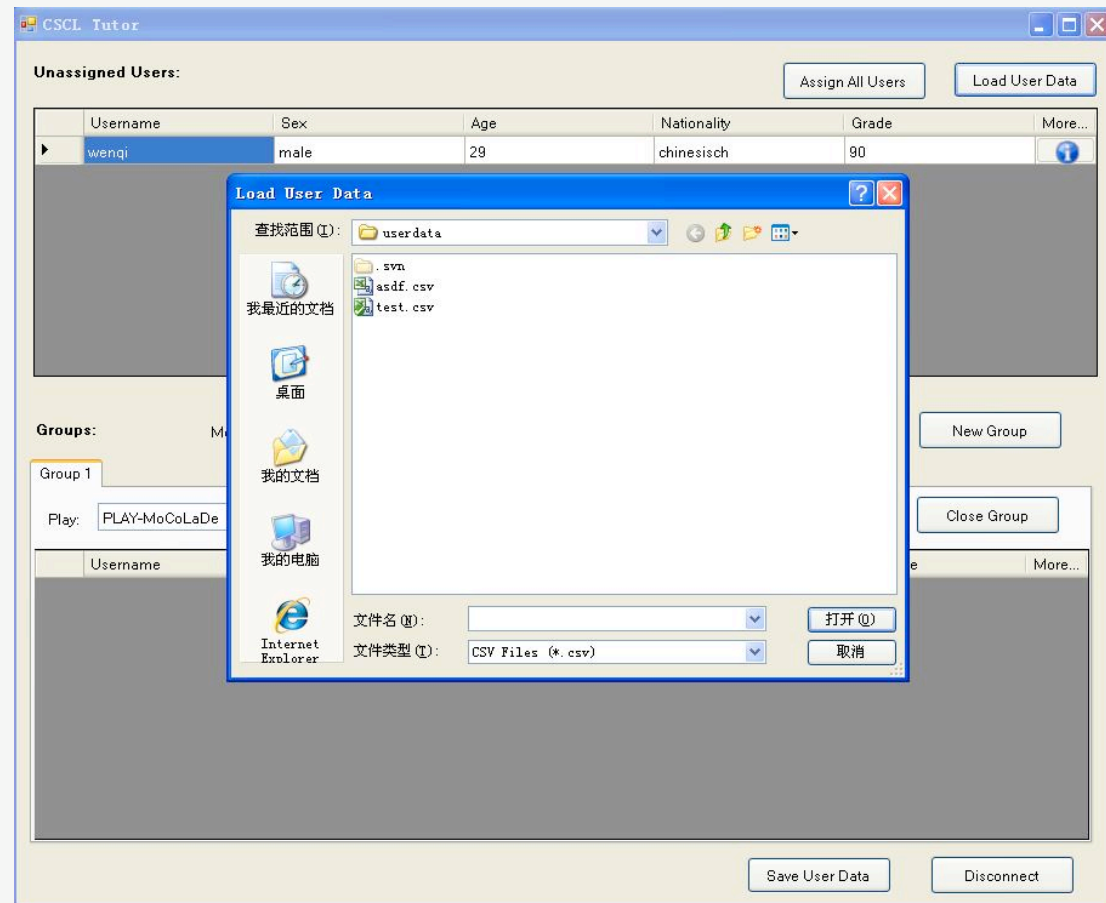 CSCL Tutor
Unassigned Users:
Assign All Users
Load User Data
Username Sex Age Nationality Grade More...
wenqi male 29 chinesisch 90
Load User Data
查找范围(I): userdata
.svn
asdf.csv
test.csv
我最近的文档
桌面
我的文档
我的电脑
Internet
Explorer
文件名(N):
打开(O)
文件类型(T): CSV Files (*.csv)
取消
Groups:
New Group
Group 1
Play: PLAY-MoCoLaDe
Close Group
Username More...
Save User Data
Disconnect